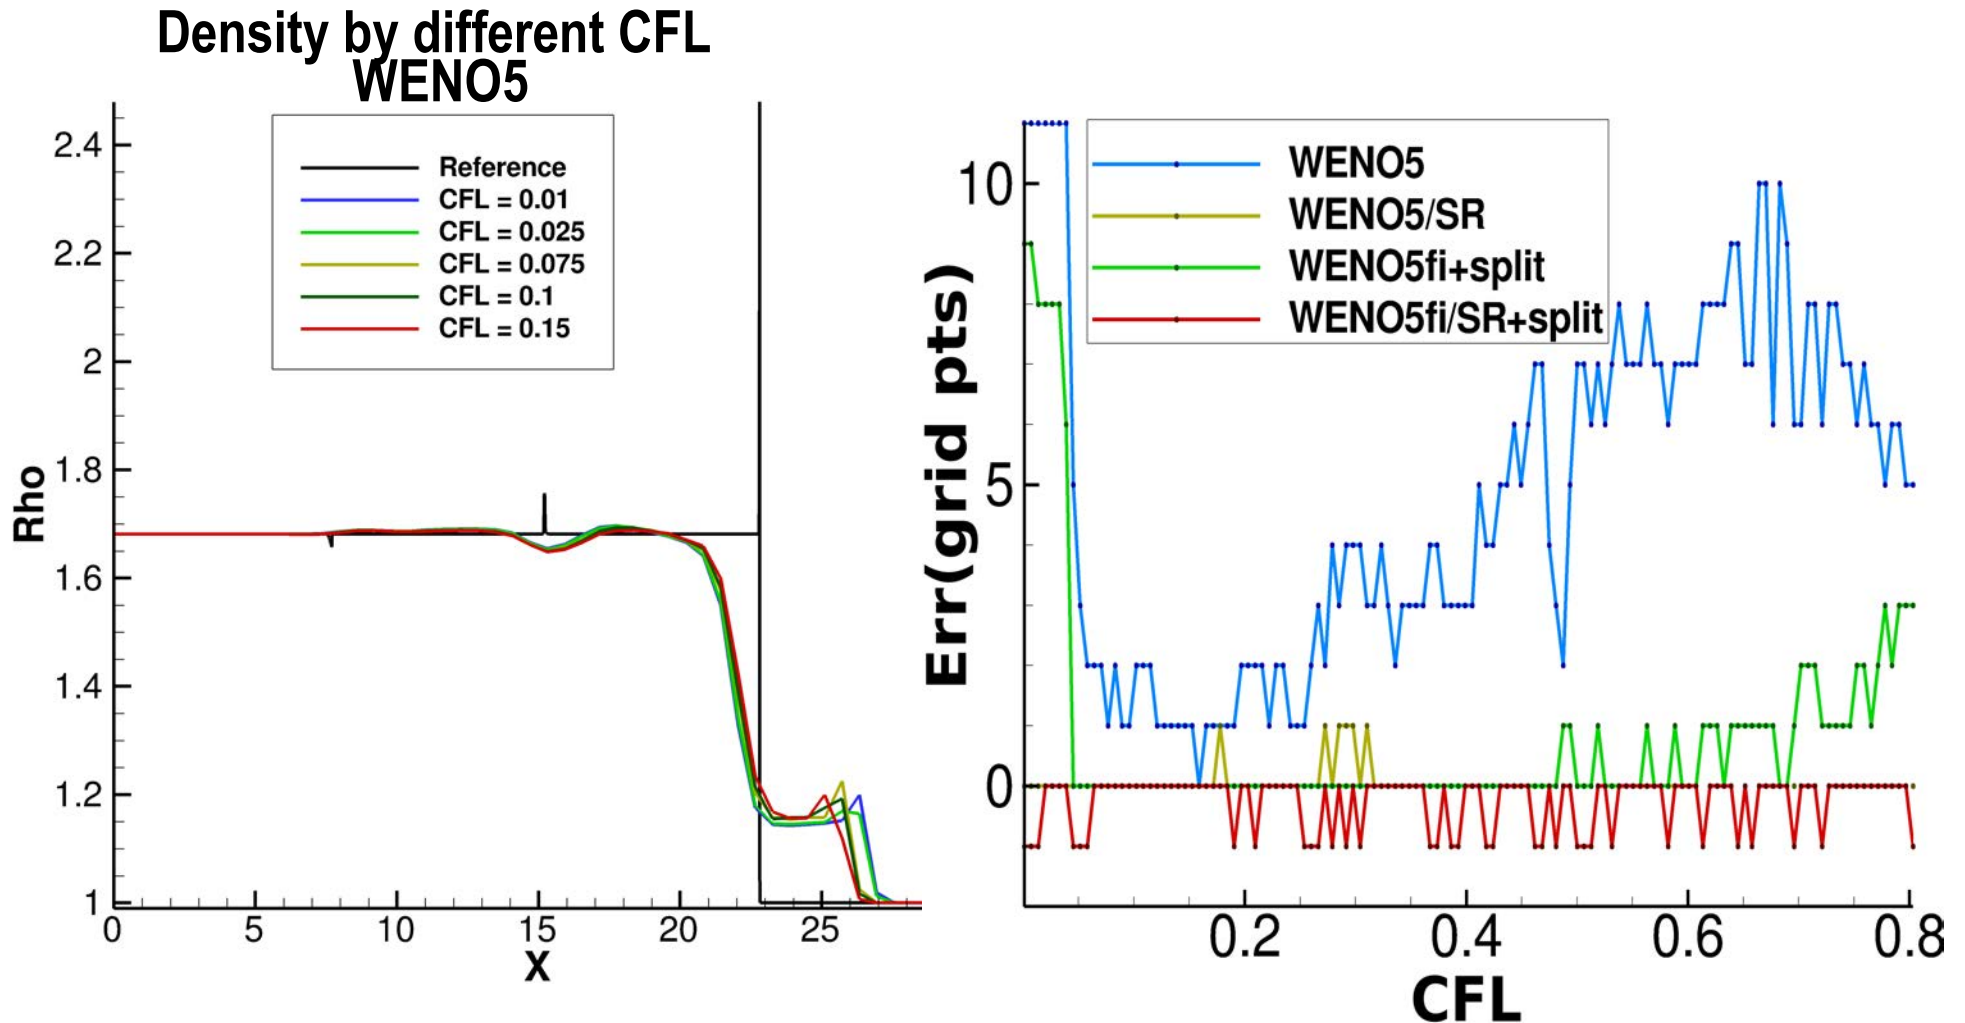 Density by different CFL
WENO5
Reference
CFL = 0.01
CFL = 0.025
CFL = 0.075
CFL = 0.1
CFL = 0.15
2.4
2.2
2
1.8
1.6
1.4
1.2
1
Rho
0 5 10 15 20 25
X
WENO5
WENO5/SR
WENO5fi+split
WENO5fi/SR+split
10
5
0
Err(grid pts)
0.2 0.4 0.6 0.8
CFL